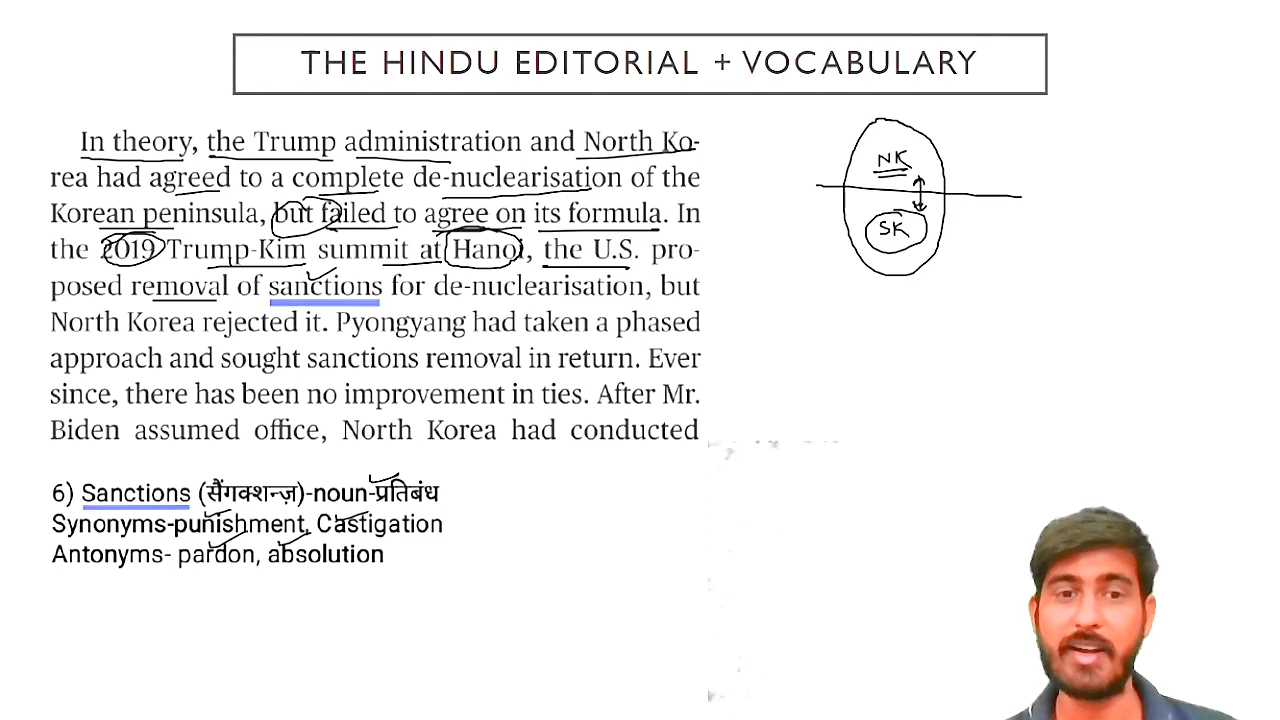 THE HINDU EDITORIAL + VOCABULARY
In theory, the Trump administration and North Ko-
rea had agreed to a complete de-nuclearisation of the
Korean peninsula, but failed to agree on its formula. In
the 2019 Trump-Kim summit at Hanoi, the U.S. pro-
posed removal of sanctions for de-nuclearisation, but
North Korea rejected it. Pyongyang had taken a phased
approach and sought sanctions removal in return. Ever
since, there has been no improvement in ties. After Mr.
Biden assumed office, North Korea had conducted
NK
SK
6) Sanctions (सैंगक्शन्ज़)-noun-प्रतिबंध
Synonyms-punishment, Castigation
Antonyms- pardon, absolution